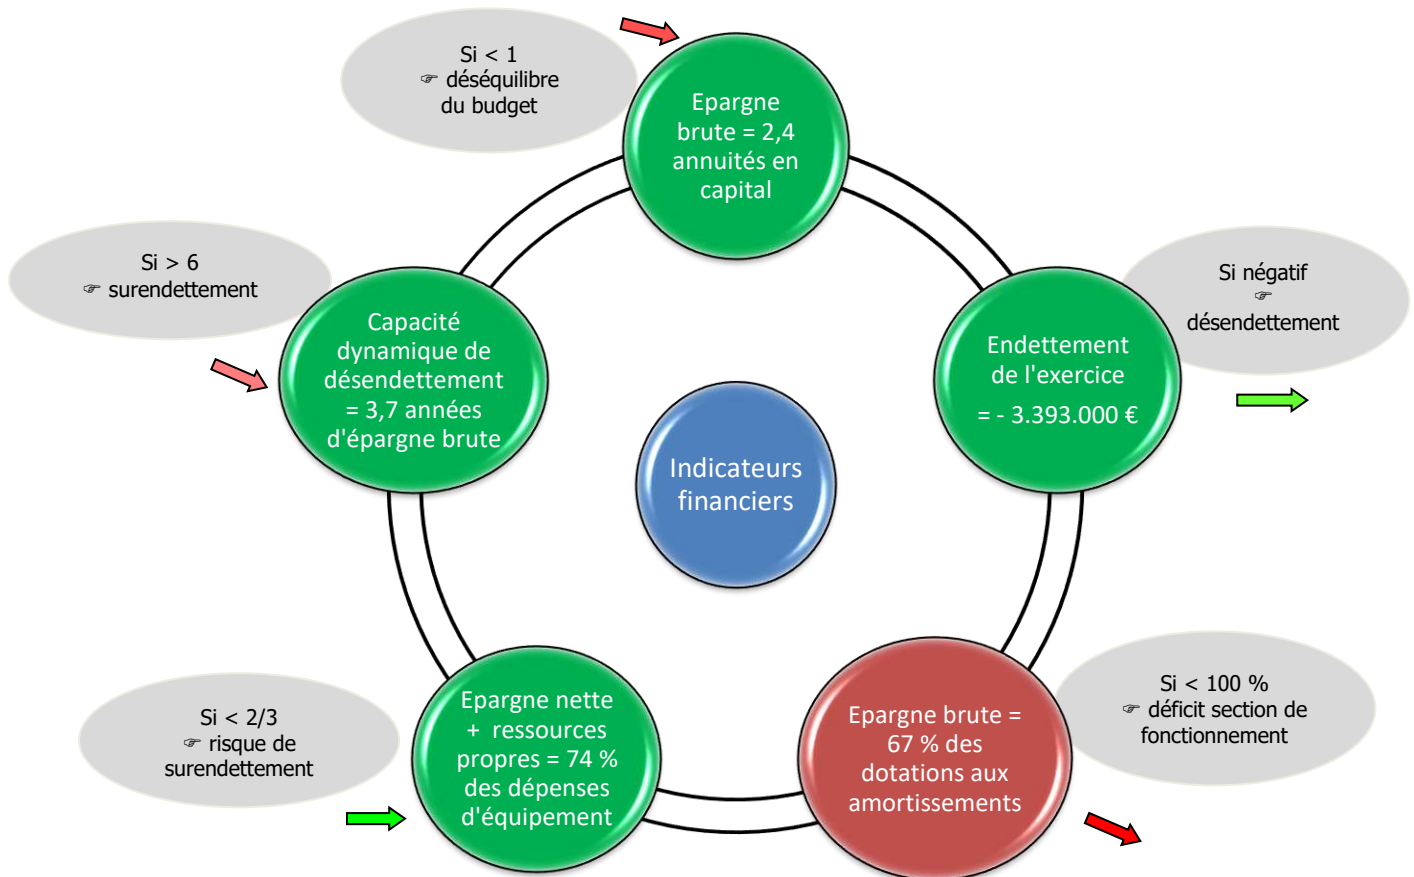 Si < 1
☞ déséquilibre
du budget
Epargne
brute = 2,4
annuités en
capital
Si > 6
☞ surendettement
Capacité
dynamique de
désendettement
= 3,7 années
d'épargne brute
Si négatif
☞
désendettement
Endettement
de l'exercice
= - 3.393.000 €
Indicateurs
financiers
Si < 2/3
☞ risque de
surendettement
Epargne nette
+ ressources
propres = 74 %
des dépenses
d'équipement
Epargne brute =
67 % des
dotations aux
amortissements
Si < 100 %
☞ déficit section de
fonctionnement